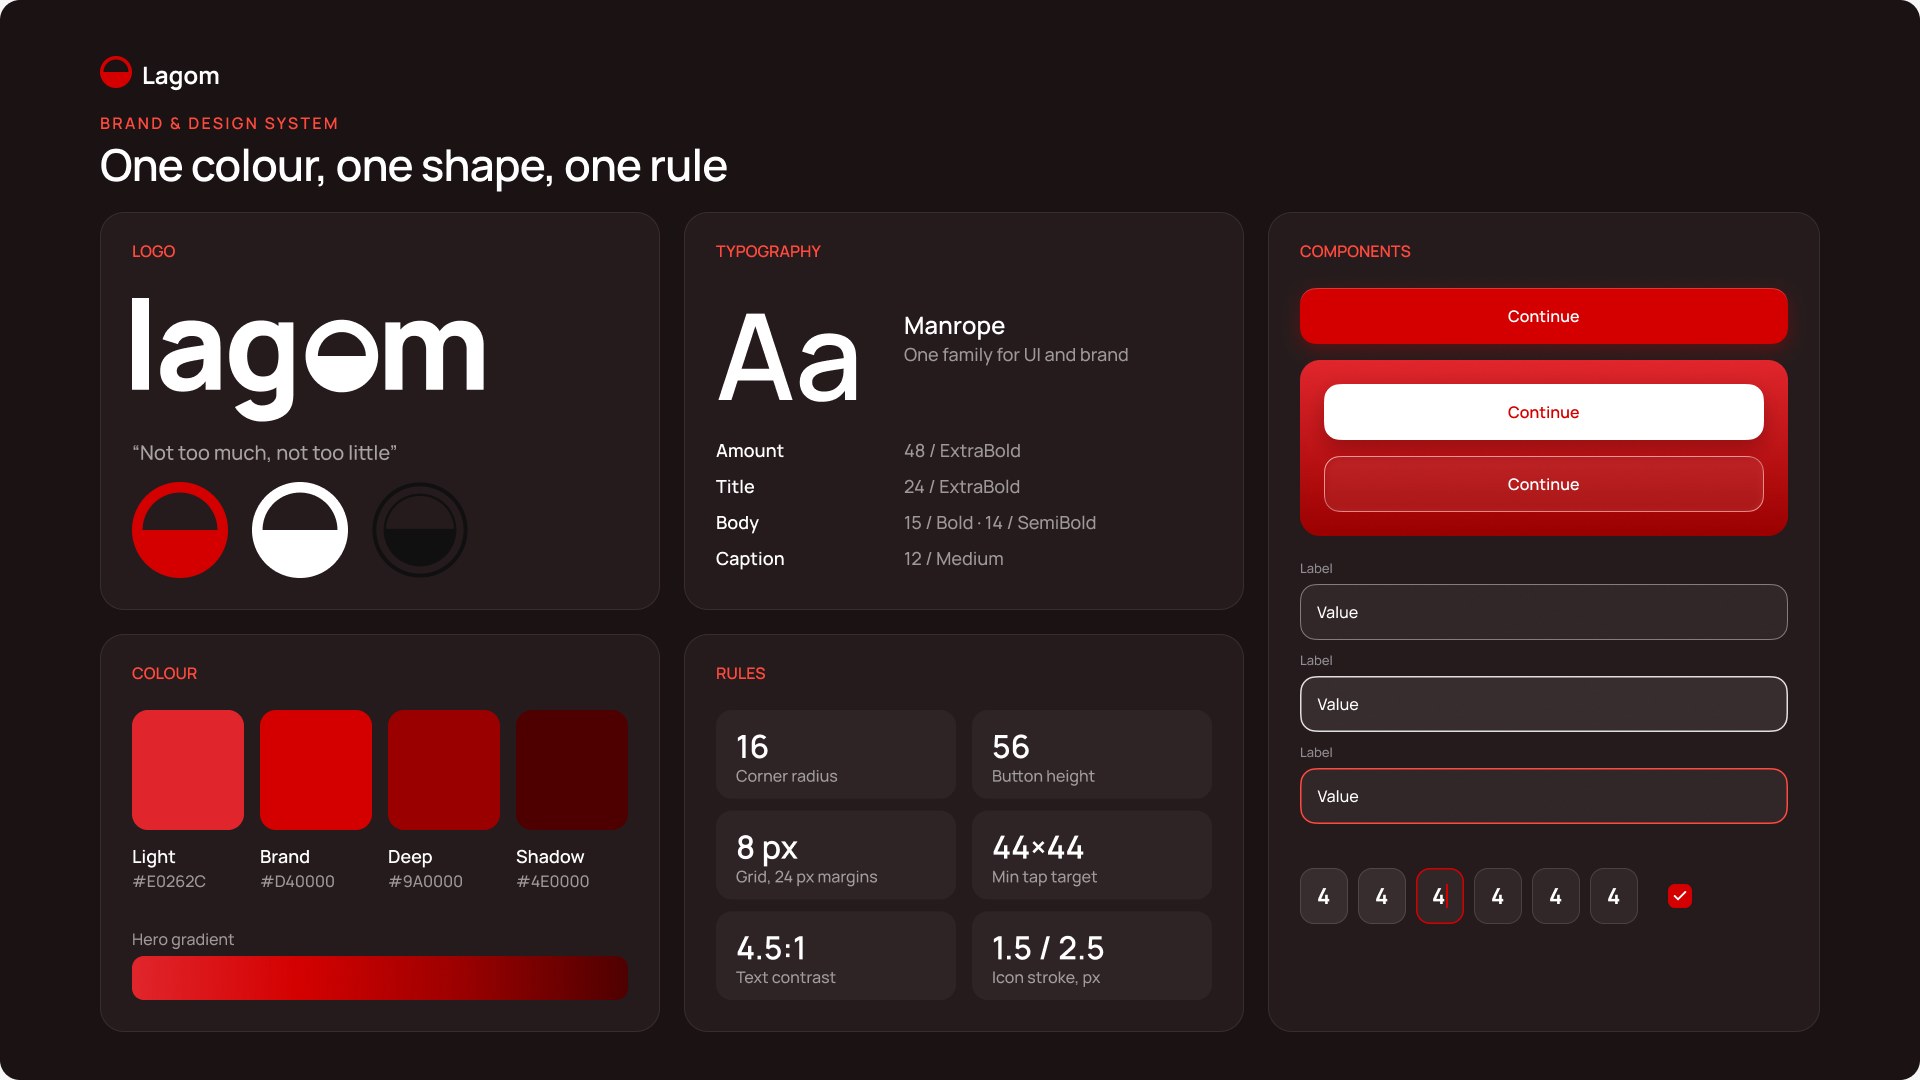 Lagom
BRAND & DESIGN SYSTEM
One colour, one shape, one rule
LOGO
lagom
“Not too much, not too little”
TYPOGRAPHY
Aa
Manrope
One family for UI and brand
Amount 48 / ExtraBold
Title 24 / ExtraBold
Body 15 / Bold · 14 / SemiBold
Caption 12 / Medium
COLOUR
Light
#E0262C
Brand
#D40000
Deep
#9A0000
Shadow
#4E0000
Hero gradient
RULES
16
Corner radius
56
Button height
8 px
Grid, 24 px margins
44×44
Min tap target
4.5:1
Text contrast
1.5 / 2.5
Icon stroke, px
COMPONENTS
Continue
Continue
Continue
Label
Value
Label
Value
Label
Value
4 4 4 4 4 4